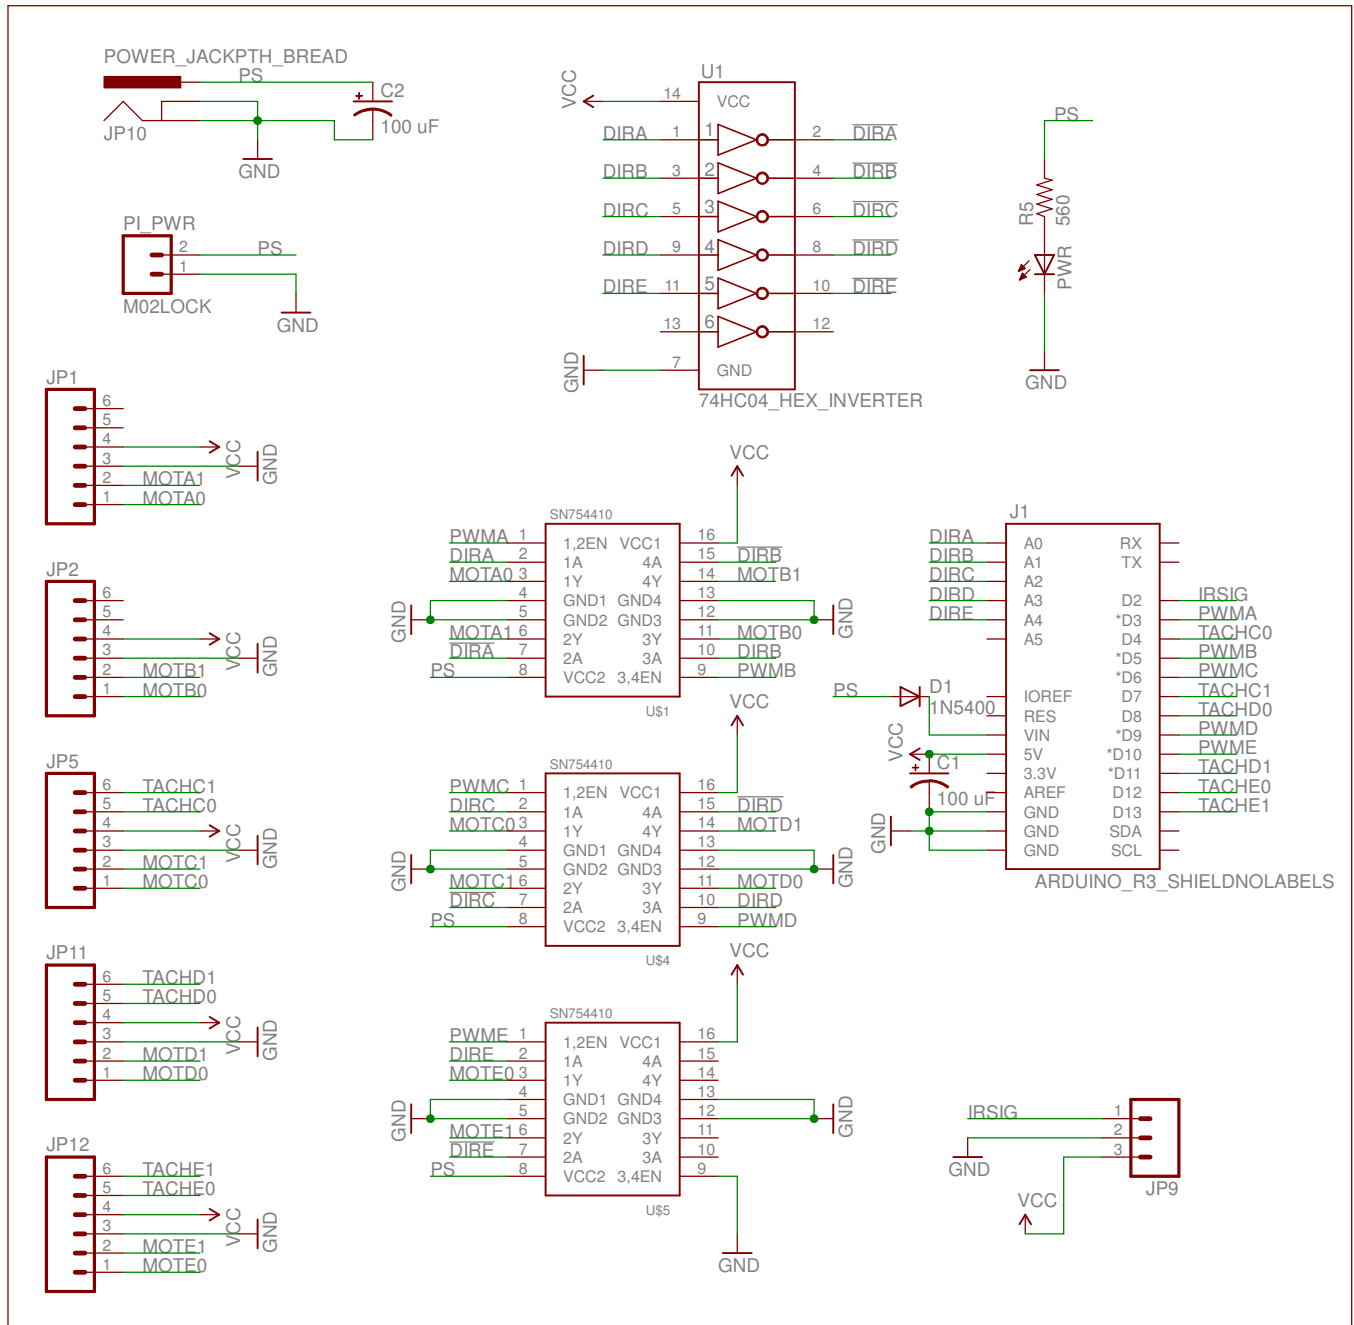 POWER_JACKPTH_BREAD
PS
C2
100 uF
JP10
GND
PI_PWR
2 PS
1
M02LOCK
GND
U1
VCC 14 VCC
DIRA 1 1 2 DIRA
DIRB 3 2 4 DIRB
DIRC 5 3 6 DIRC
DIRD 9 4 8 DIRD
DIRE 11 5 10 DIRE
13 6 12
GND 7 GND
74HC04_HEX_INVERTER
PS
R5
560
PWR
GND
JP1
6
5
4 VCC
3 GND
2 MOTA1
1 MOTA0
JP2
6
5
4 VCC
3 GND
2 MOTB1
1 MOTB0
JP5
6 TACHC1
5 TACHC0
4 VCC
3 GND
2 MOTC1
1 MOTC0
JP11
6 TACHD1
5 TACHD0
4 VCC
3 GND
2 MOTD1
1 MOTD0
JP12
6 TACHE1
5 TACHE0
4 VCC
3 GND
2 MOTE1
1 MOTE0
VCC
SN754410
PWMA 1 1,2EN VCC1 16
DIRA 2 1A 4A 15 DIRB
MOTA0 3 1Y 4Y 14 MOTB1
4 GND1 GND4 13
GND 5 GND2 GND3 12 GND
MOTA1 6 2Y 3Y 11 MOTB0
DIRA 7 2A 3A 10 DIRB
PS 8 VCC2 3,4EN 9 PWMB
U$1
VCC
SN754410
PWMC 1 1,2EN VCC1 16
DIRC 2 1A 4A 15 DIRD
MOTC0 3 1Y 4Y 14 MOTD1
4 GND1 GND4 13
GND 5 GND2 GND3 12 GND
MOTC1 6 2Y 3Y 11 MOTD0
DIRC 7 2A 3A 10 DIRD
PS 8 VCC2 3,4EN 9 PWMD
U$4
VCC
SN754410
PWME 1 1,2EN VCC1 16
DIRE 2 1A 4A 15
MOTE0 3 1Y 4Y 14
4 GND1 GND4 13
GND 5 GND2 GND3 12 GND
MOTE1 6 2Y 3Y 11
DIRE 7 2A 3A 10
PS 8 VCC2 3,4EN 9
U$5
GND
J1
DIRA A0 RX
DIRB A1 TX
DIRC A2
DIRD A3 D2 IRSIG
DIRE A4 *D3 PWMA
A5 D4 TACHC0
*D5 PWMB
*D6 PWMC
PS D1 IOREF D7 TACHC1
1N5400 RES D8 TACHD0
VIN *D9 PWMD
VCC 5V *D10 PWME
C1 3.3V *D11 TACHD1
100 uF AREF D12 TACHE0
GND D13 TACHE1
GND GND SDA
GND SCL
ARDUINO_R3_SHIELDNOLABELS
IRSIG 1
GND 2
VCC 3
JP9